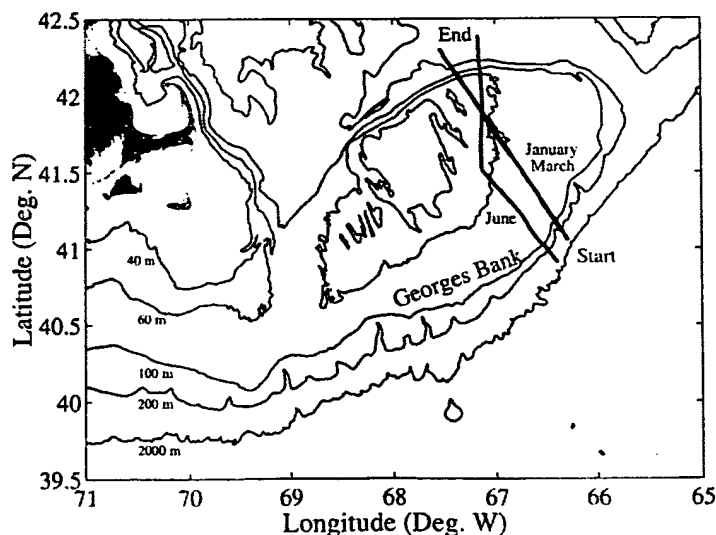 42.5
End
42
January
March
41.5
June
Latitude (Deg. N)
41
40 m
Start
Georges Bank
60 m
40.5
100 m
200 m
40
2000 m
39.5
71
70
69
68
67
66
65
Longitude (Deg. W)